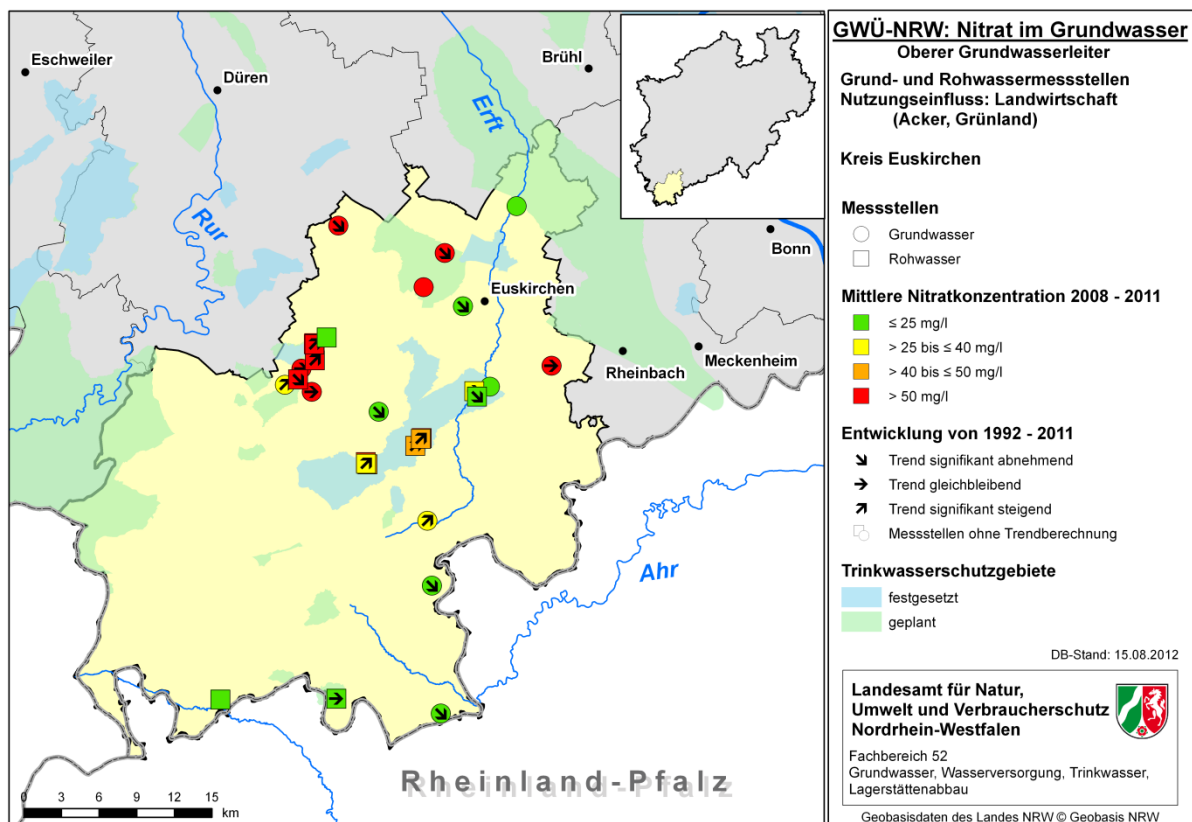 Eschweiler
Düren
Brühl
Erft
Rur
Bonn
Euskirchen
Rheinbach
Meckenheim
Ahr
Rheinland-Pfalz
0 3 6 9 12 15
km
GWÜ-NRW: Nitrat im Grundwasser
Oberer Grundwasserleiter
Grund- und Rohwassermessstellen
Nutzungseinfluss: Landwirtschaft
(Acker, Grünland)
Kreis Euskirchen
Messstellen
Grundwasser
Rohwasser
Mittlere Nitratkonzentration 2008 - 2011
≤ 25 mg/l
> 25 bis ≤ 40 mg/l
> 40 bis ≤ 50 mg/l
> 50 mg/l
Entwicklung von 1992 - 2011
Trend signifikant abnehmend
Trend gleichbleibend
Trend signifikant steigend
Messstellen ohne Trendberechnung
Trinkwasserschutzgebiete
festgesetzt
geplant
DB-Stand: 15.08.2012
Landesamt für Natur,
Umwelt und Verbraucherschutz
Nordrhein-Westfalen
Fachbereich 52
Grundwasser, Wasserversorgung, Trinkwasser,
Lagerstättenabbau
Geobasisdaten des Landes NRW © Geobasis NRW